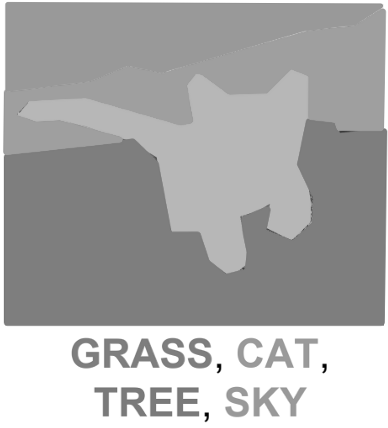 GRASS, CAT,
TREE, SKY